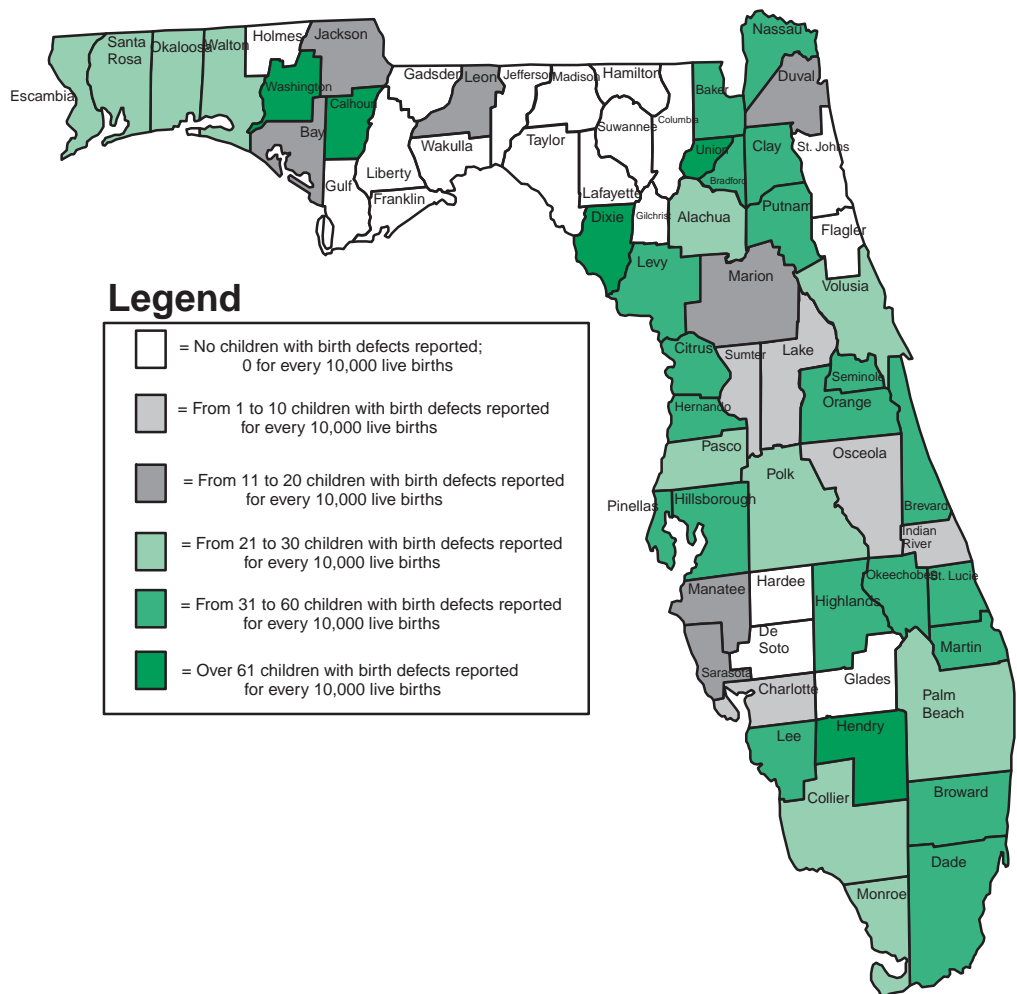 Nassau
Holmes
Jackson
Santa
Rosa
Okaloosa
Walton
Gadsden
Leon
Jefferson
Madison
Hamilton
Duval
Escambia
Washington
Calhoun
Baker
Columbia
Bay
Suwannee
Taylor
Wakulla
Union
Clay
St. Johns
Liberty
Bradford
Gulf
Franklin
Lafayette
Gilchrist
Dixie
Alachua
Putnam
Flagler
Levy
Marion
Volusia
Legend
= No children with birth defects reported;
0 for every 10,000 live births
= From 1 to 10 children with birth defects reported
for every 10,000 live births
= From 11 to 20 children with birth defects reported
for every 10,000 live births
= From 21 to 30 children with birth defects reported
for every 10,000 live births
= From 31 to 60 children with birth defects reported
for every 10,000 live births
= Over 61 children with birth defects reported
for every 10,000 live births
Citrus
Sumter
Lake
Seminole
Hernando
Orange
Pasco
Osceola
Polk
Pinellas
Hillsborough
Brevard
Indian
River
Manatee
Hardee
Okeechobee
St. Lucie
Highlands
De
Soto
Martin
Sarasota
Charlotte
Glades
Palm
Beach
Lee
Hendry
Collier
Broward
Dade
Monroe